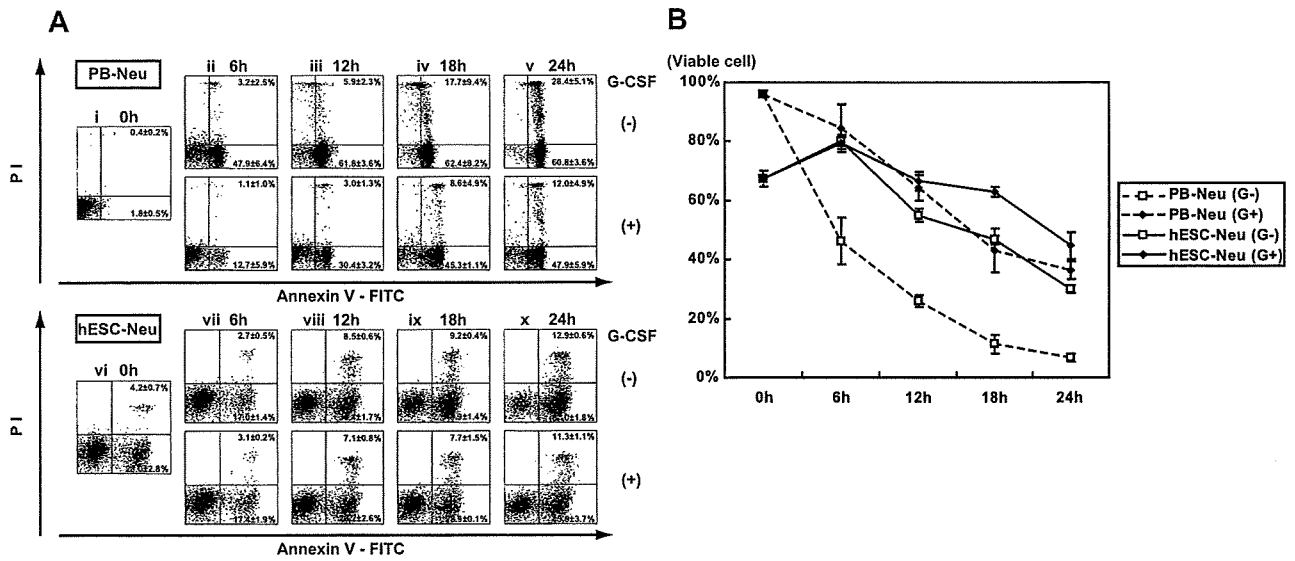 A
PB-Neu
i 0h
0.4±0.2%
1.8±0.5%
ii 6h
iii 12h
iv 18h
v 24h
G-CSF
3.2±2.5%
5.9±2.3%
17.7±9.4%
28.4±5.1%
(-)
47.9±6.4%
61.8±3.6%
62.4±8.2%
60.8±3.6%
1.1±1.0%
3.0±1.3%
8.6±4.9%
12.0±4.9%
(+)
12.7±5.9%
30.4±3.2%
45.3±1.1%
47.9±5.9%
PI
Annexin V - FITC
hESC-Neu
vi 0h
4.2±0.7%
vii 6h
viii 12h
ix 18h
x 24h
G-CSF
2.7±0.5%
8.5±0.6%
9.2±0.4%
12.9±0.6%
(-)
17.0±1.4%
3.1±0.2%
7.1±0.8%
7.7±1.5%
11.3±1.1%
(+)
17.4±1.9%
PI
Annexin V - FITC
B
(Viable cell)
100%
80%
60%
40%
20%
0%
0h
6h
12h
18h
24h
PB-Neu (G-)
PB-Neu (G+)
hESC-Neu (G-)
hESC-Neu (G+)